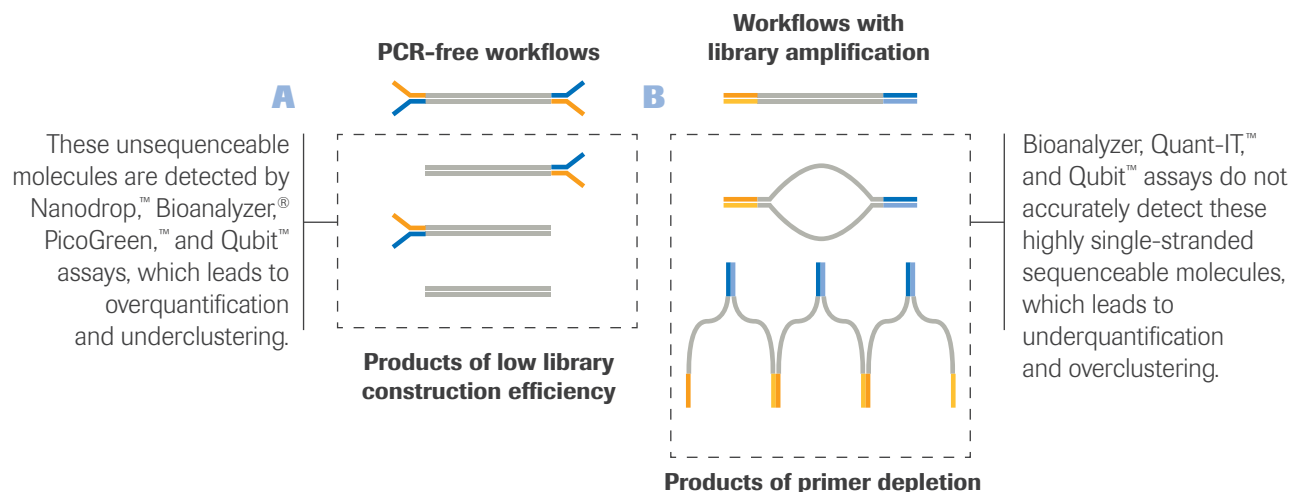 PCR-free workflows
A
These unsequenceable
molecules are detected by
Nanodrop,™ Bioanalyzer,®
PicoGreen,™ and Qubit™
assays, which leads to
overquantification
and underclustering.
Products of low library
construction efficiency
Workflows with
library amplification
B
Bioanalyzer, Quant-IT,™
and Qubit™ assays do not
accurately detect these
highly single-stranded
sequenceable molecules,
which leads to
underquantification
and overclustering.
Products of primer depletion